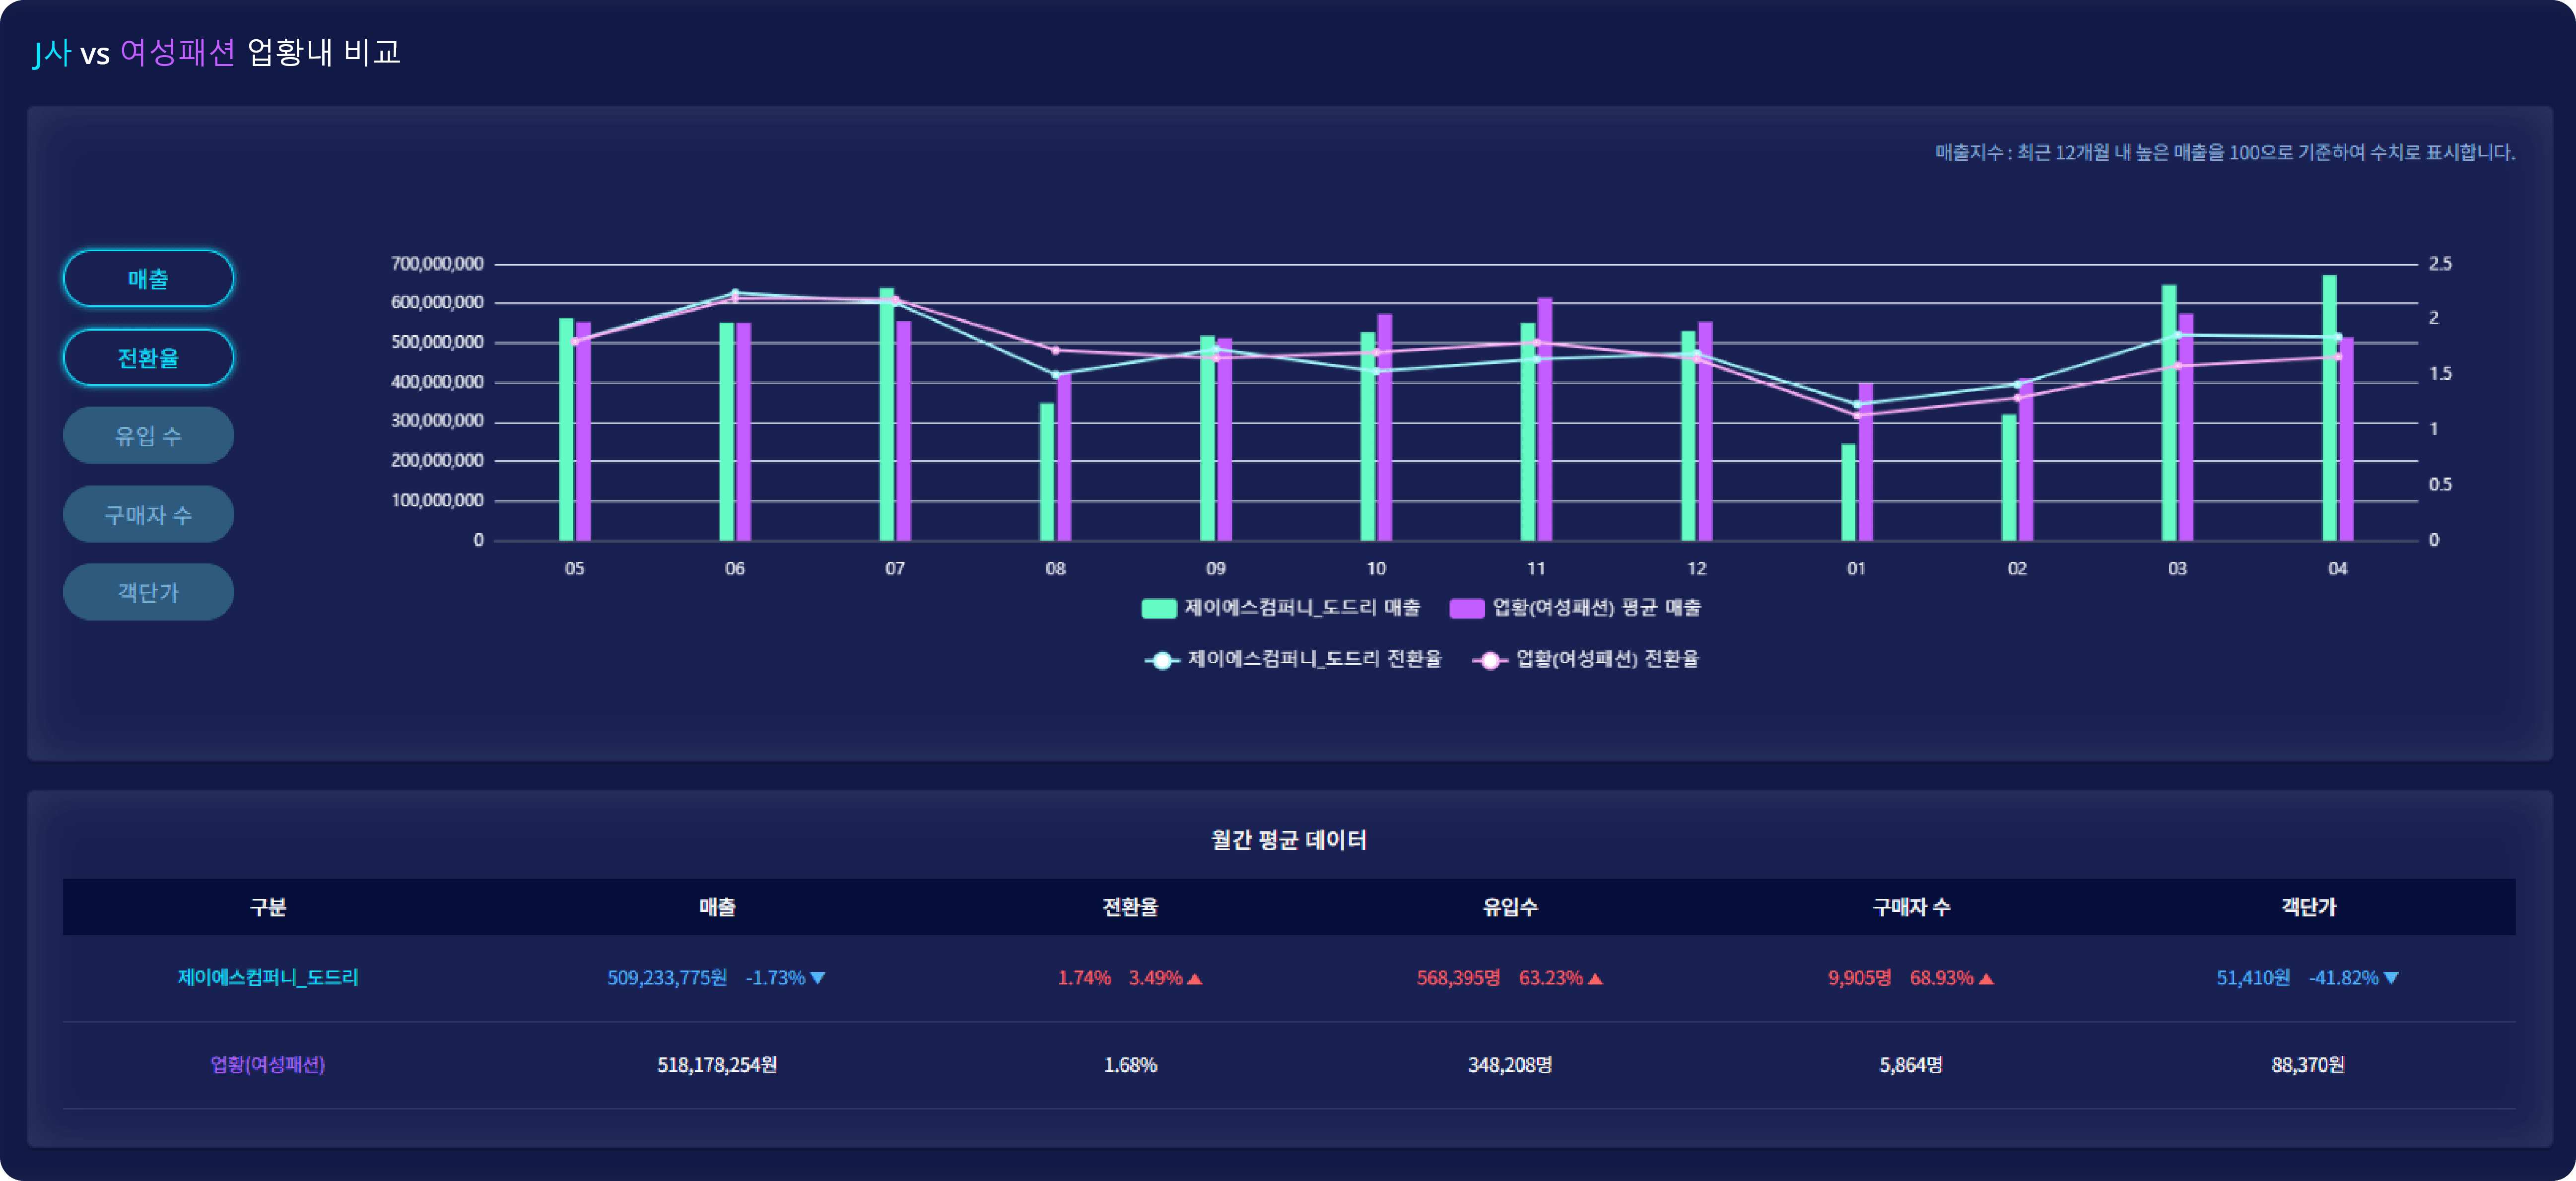 J사 vs 여성패션 업황내 비교
매출지수 : 최근 12개월 내 높은 매출을 100으로 기준하여 수치로 표시합니다.
매출
전환율
유입 수
구매자 수
객단가
700,000,000
600,000,000
500,000,000
400,000,000
300,000,000
200,000,000
100,000,000
0
2.5
2
1.5
1
0.5
0
05 06 07 08 09 10 11 12 01 02 03 04
제이에스컴퍼니_도드리 매출 업황(여성패션) 평균 매출
제이에스컴퍼니_도드리 전환율 업황(여성패션) 전환율
월간 평균 데이터
구분 매출 전환율 유입수 구매자 수 객단가
제이에스컴퍼니_도드리 509,233,775원 -1.73%▼ 1.74% 3.49%▲ 568,395명 63.23%▲ 9,905명 68.93%▲ 51,410원 -41.82%▼
업황(여성패션) 518,178,254원 1.68% 348,208명 5,864명 88,370원